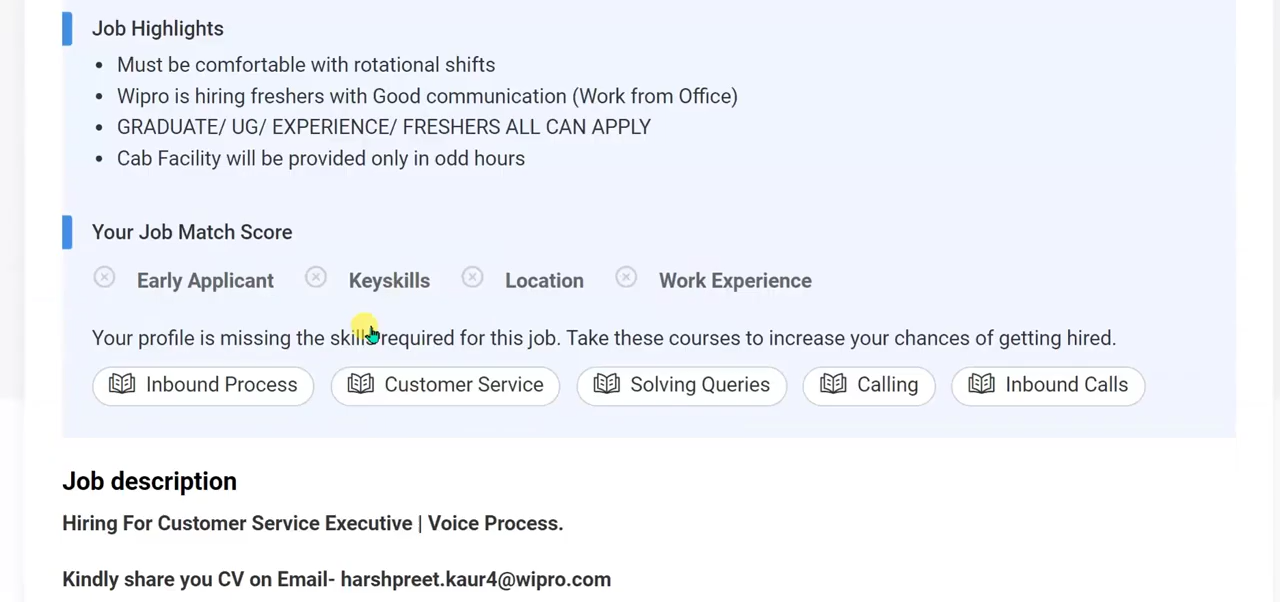 Job Highlights
Must be comfortable with rotational shifts
Wipro is hiring freshers with Good communication (Work from Office)
GRADUATE/ UG/ EXPERIENCE/ FRESHERS ALL CAN APPLY
Cab Facility will be provided only in odd hours
Your Job Match Score
Early Applicant Keyskills Location Work Experience
Your profile is missing the skills required for this job. Take these courses to increase your chances of getting hired.
Inbound Process Customer Service Solving Queries Calling Inbound Calls
Job description
Hiring For Customer Service Executive | Voice Process.
Kindly share you CV on Email- harshpreet.kaur4@wipro.com